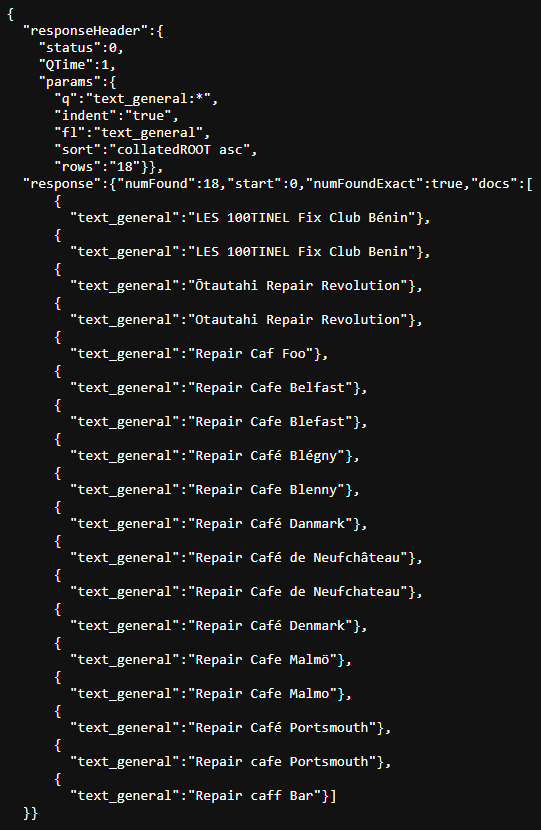 {
  "responseHeader":{
    "status":0,
    "QTime":1,
    "params":{
      "q":"text_general:*",
      "indent":"true",
      "fl":"text_general",
      "sort":"collatedROOT asc",
      "rows":"18"}},
  "response":{"numFound":18,"start":0,"numFoundExact":true,"docs":[
      {
        "text_general":"LES 100TINEL Fix Club Bénin"},
      {
        "text_general":"LES 100TINEL Fix Club Benin"},
      {
        "text_general":"Ōtautahi Repair Revolution"},
      {
        "text_general":"Otautahi Repair Revolution"},
      {
        "text_general":"Repair Caf Foo"},
      {
        "text_general":"Repair Cafe Belfast"},
      {
        "text_general":"Repair Cafe Blefast"},
      {
        "text_general":"Repair Café Blégny"},
      {
        "text_general":"Repair Cafe Blenny"},
      {
        "text_general":"Repair Café Danmark"},
      {
        "text_general":"Repair Café de Neufchâteau"},
      {
        "text_general":"Repair Cafe de Neufchateau"},
      {
        "text_general":"Repair Café Denmark"},
      {
        "text_general":"Repair Cafe Malmö"},
      {
        "text_general":"Repair Cafe Malmo"},
      {
        "text_general":"Repair Café Portsmouth"},
      {
        "text_general":"Repair cafe Portsmouth"},
      {
        "text_general":"Repair caff Bar"}]
  }}